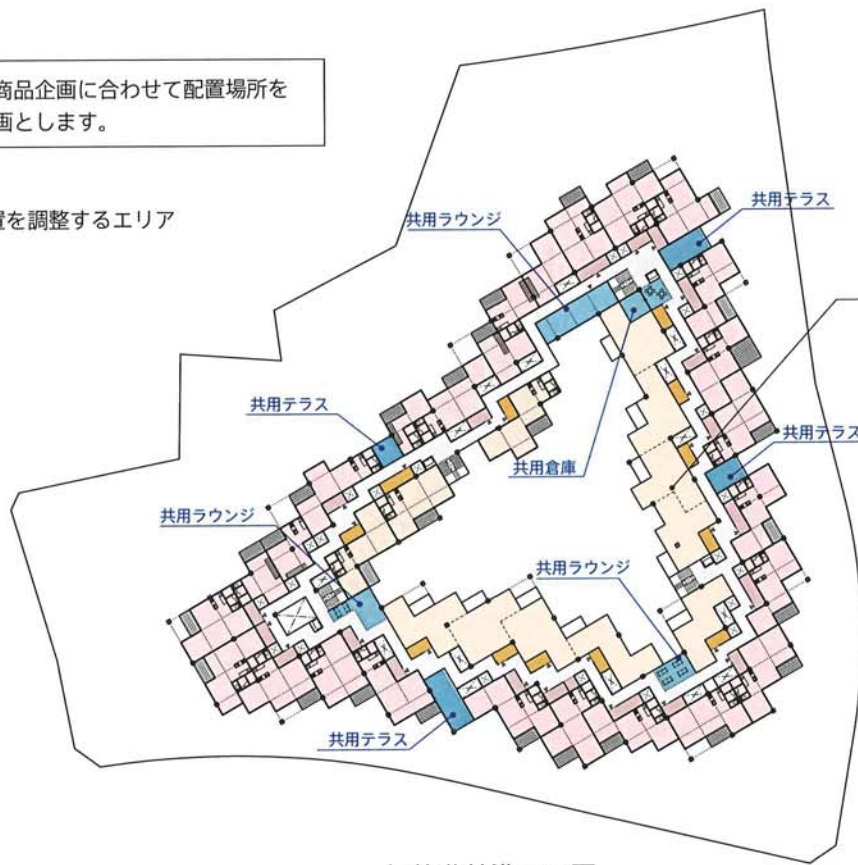 商品企画に合わせて配置場所を
画とします。
置を調整するエリア
共用ラウンジ
共用テラス
共用テラス
共用倉庫
共用テラス
共用ラウンジ
共用ラウンジ
共用テラス